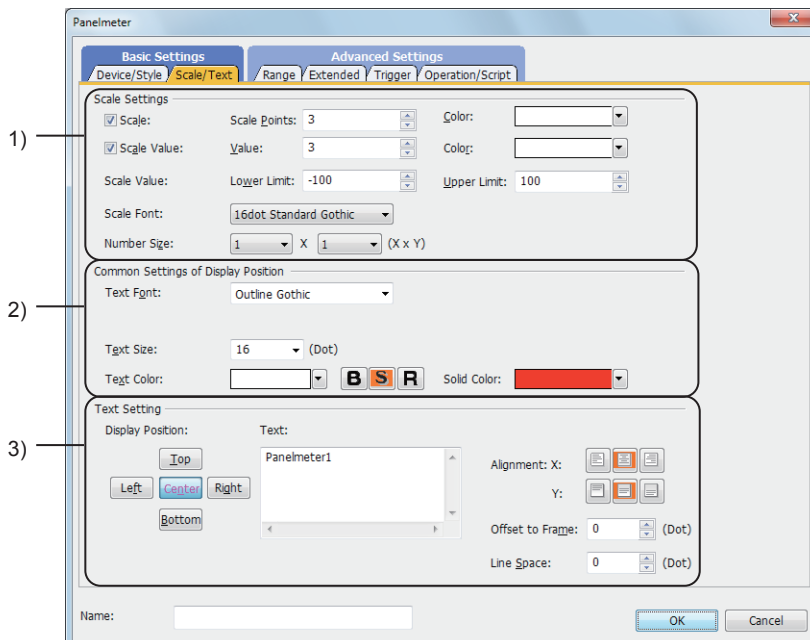 Panelmeter
Basic Settings Advanced Settings
Device/Style Scale/Text Range Extended Trigger Operation/Script
1)
Scale Settings
Scale: Scale Points: 3 Color:
Scale Value: Value: 3 Color:
Scale Value: Lower Limit: -100 Upper Limit: 100
Scale Font: 16dot Standard Gothic
Number Size: 1 X 1 (X x Y)
2)
Common Settings of Display Position
Text Font: Outline Gothic
Text Size: 16 (Dot)
Text Color: B S R Solid Color:
3)
Text Setting
Display Position: Text:
Top
Left Center Right
Bottom
Panelmeter1
Alignment: X:
Y:
Offset to Frame: 0 (Dot)
Line Space: 0 (Dot)
Name:
OK Cancel